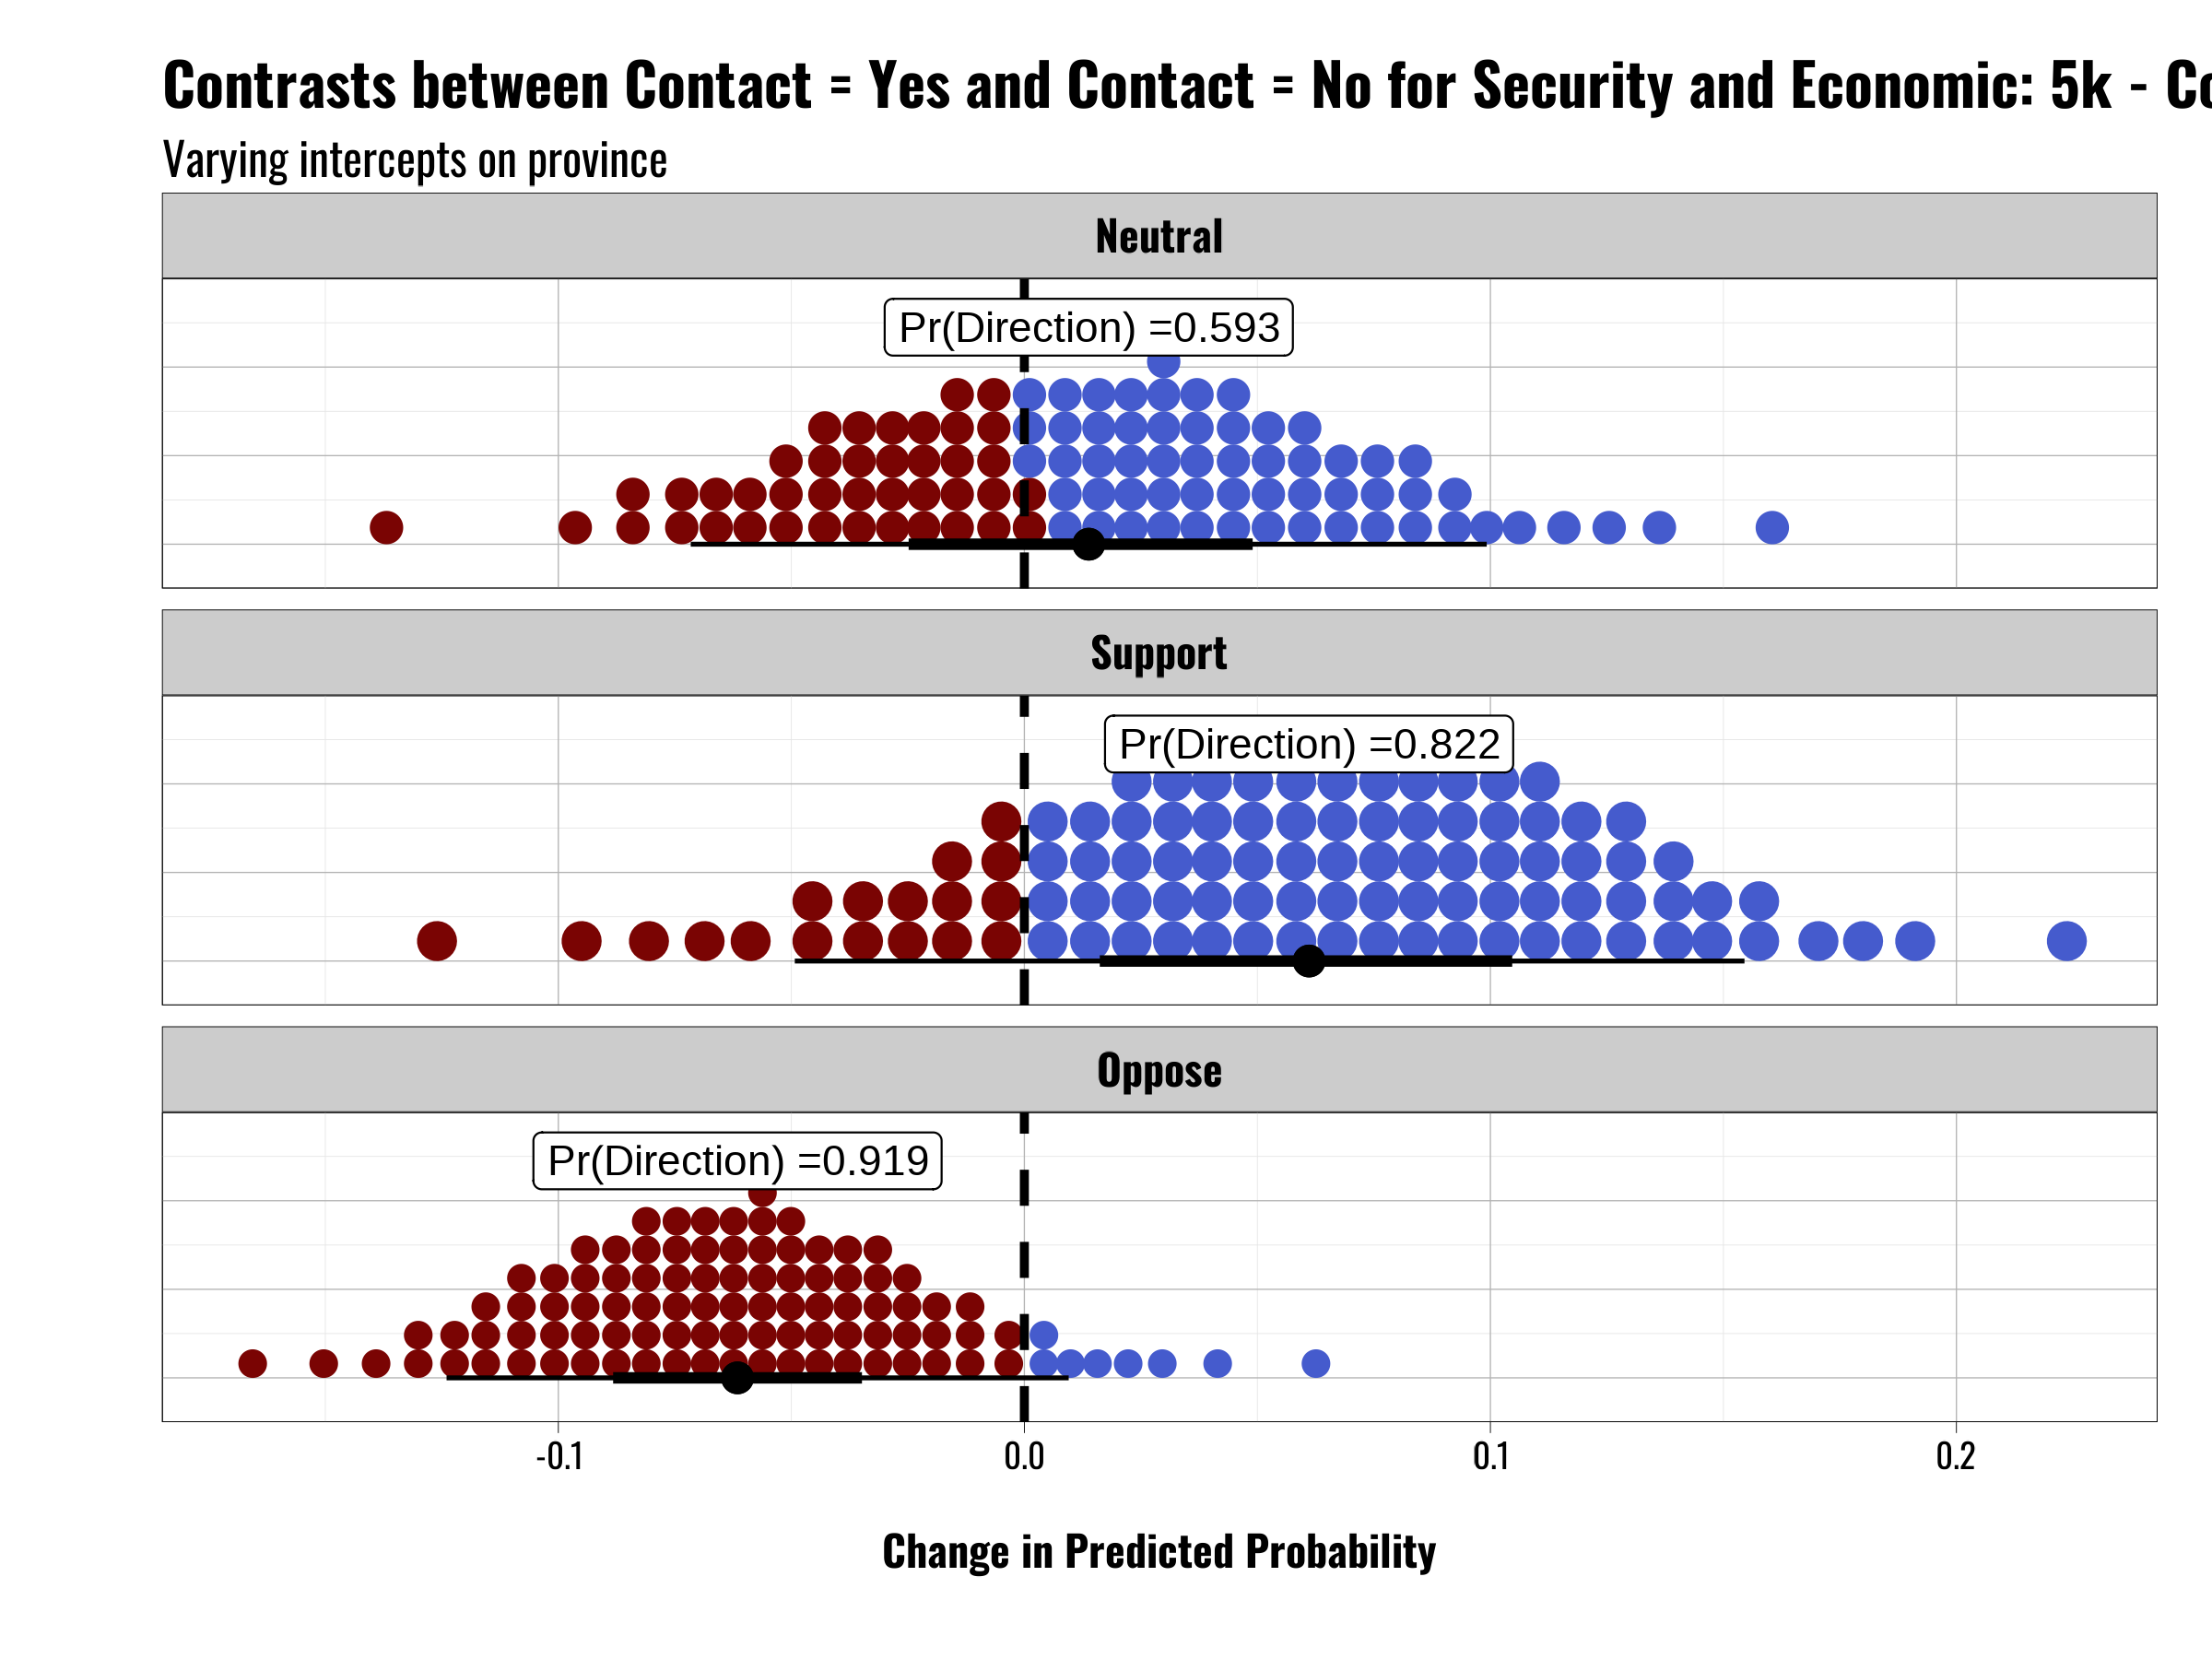 Contrasts between Contact = Yes and Contact = No for Security and Economic: 5k -
Varying intercepts on province
Neutral
Pr(Direction) =0.593
Support
Pr(Direction) =0.822
Oppose
Pr(Direction) =0.919
-0.1 0.0 0.1 0.2
Change in Predicted Probability